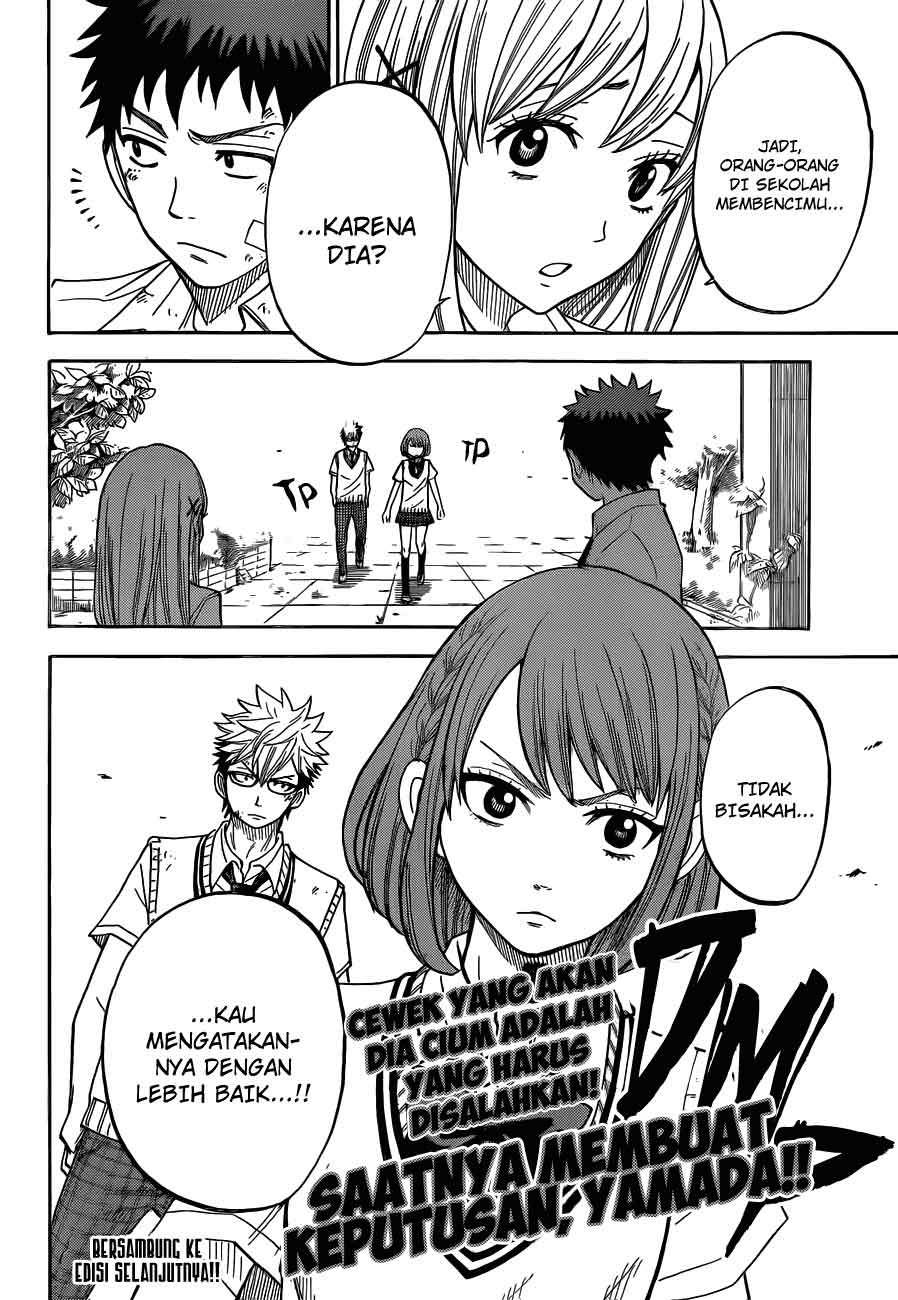 JADI,
ORANG-ORANG
DI SEKOLAH
MEMBENCIMU...
...KARENA
DIA?
TP
TP
TIDAK
BISAKAH...
...KAU
MENGATAKAN-
NYA DENGAN
LEBIH BAIK...!!
CEWEK YANG AKAN
DIA CIUM ADALAH
YANG HARUS
DISALAHKAN!
SAATNYA MEMBUAT
KEPUTUSAN, YAMADA!!
BERSAMBUNG KE
EDISI SELANJUTNYA!!